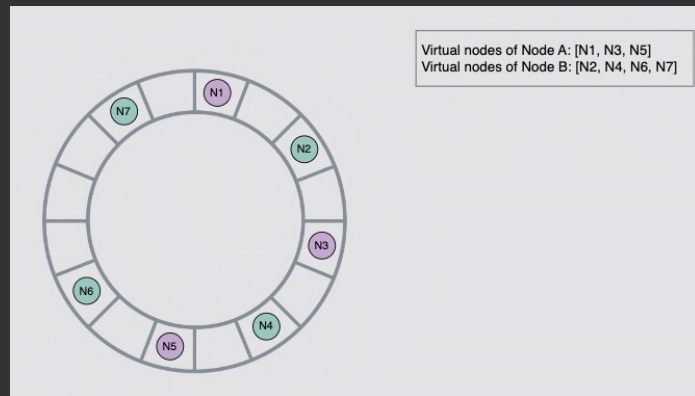 Virtual nodes of Node A: [N1, N3, N5]
Virtual nodes of Node B: [N2, N4, N6, N7]
N1
N7
N2
N3
N6
N4
N5